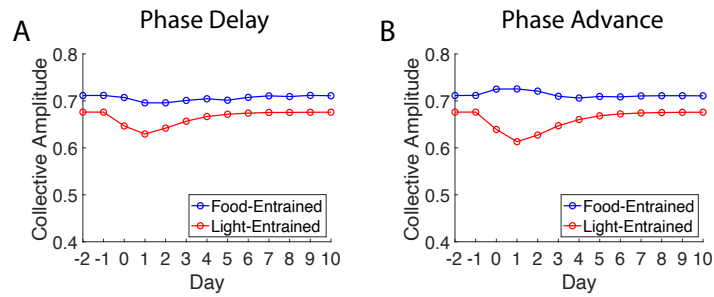 A
Phase Delay
Collective Amplitude
0.8
0.7
0.6
0.5
0.4
Food-Entrained
Light-Entrained
-2 -1 0 1 2 3 4 5 6 7 8 9 10
Day
B
Phase Advance
Collective Amplitude
0.8
0.7
0.6
0.5
0.4
Food-Entrained
Light-Entrained
-2 -1 0 1 2 3 4 5 6 7 8 9 10
Day